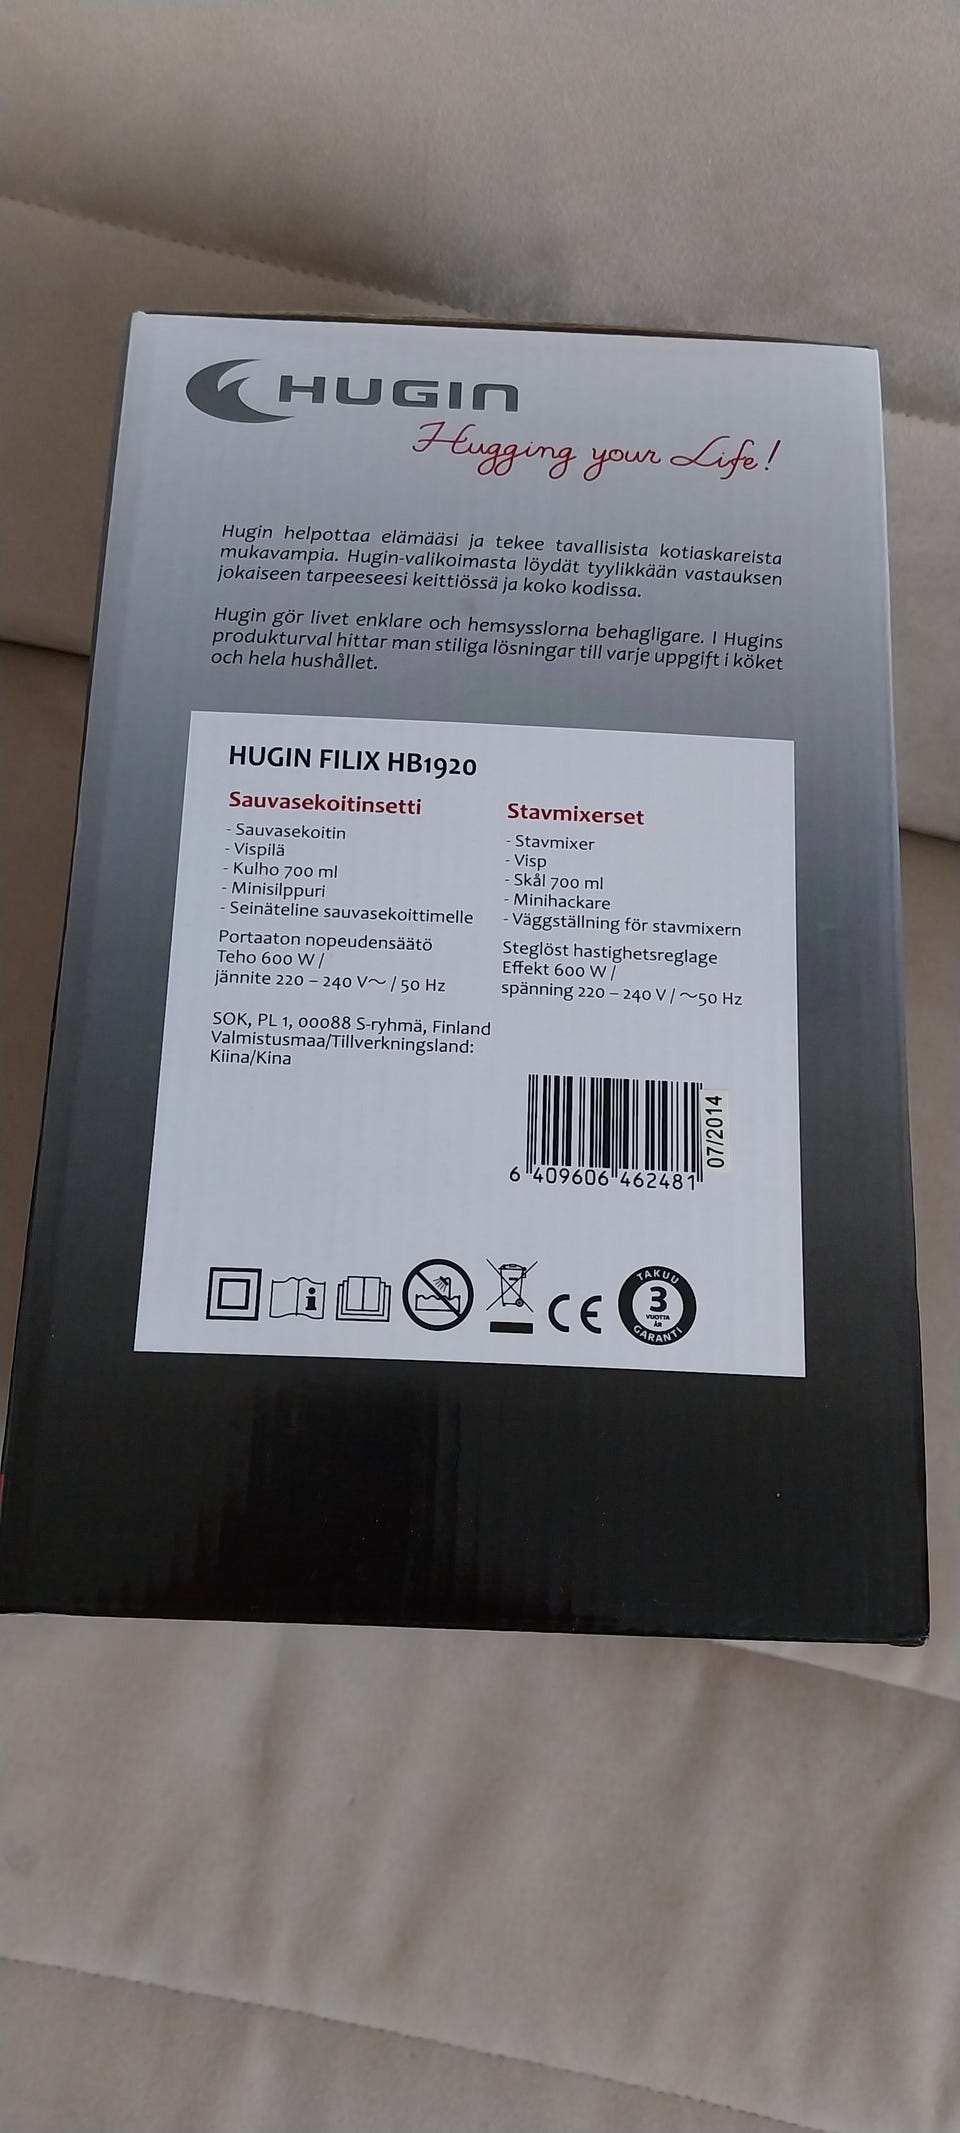 HUGIN
Hugging your Life!
Hugin helpottaa elämääsi ja tekee tavallisista kotiaskareista
mukavampia. Hugin-valikoimasta löydät tyylikkään vastauksen
jokaiseen tarpeeseesi keittiössä ja koko kodissa.
Hugin gör livet enklare och hemsysslorna behagligare. I Hugins
produkturval hittar man stiliga lösningar till varje uppgift i köket
och hela hushållet.
HUGIN FILIX HB1920
Sauvasekoitinsetti
- Sauvasekoitin
- Vispilä
- Kulho 700 ml
- Minisilppuri
- Seinäteline sauvasekoittimelle
Portaaton nopeudensäätö
Teho 600 W /
jännite 220 – 240 V~ / 50 Hz
Stavmixerset
- Stavmixer
- Visp
- Skål 700 ml
- Minihackare
- Väggställning för stavmixern
Steglöst hastighetsreglage
Effekt 600 W /
spänning 220 – 240 V / ~50 Hz
SOK, PL 1, 00088 S-ryhmä, Finland
Valmistusmaa/Tillverkningsland:
Kiina/Kina
07/2014
6 409606 462481
i
CE
TAKUU
3
VUOTTA
ÅR
GARANTI